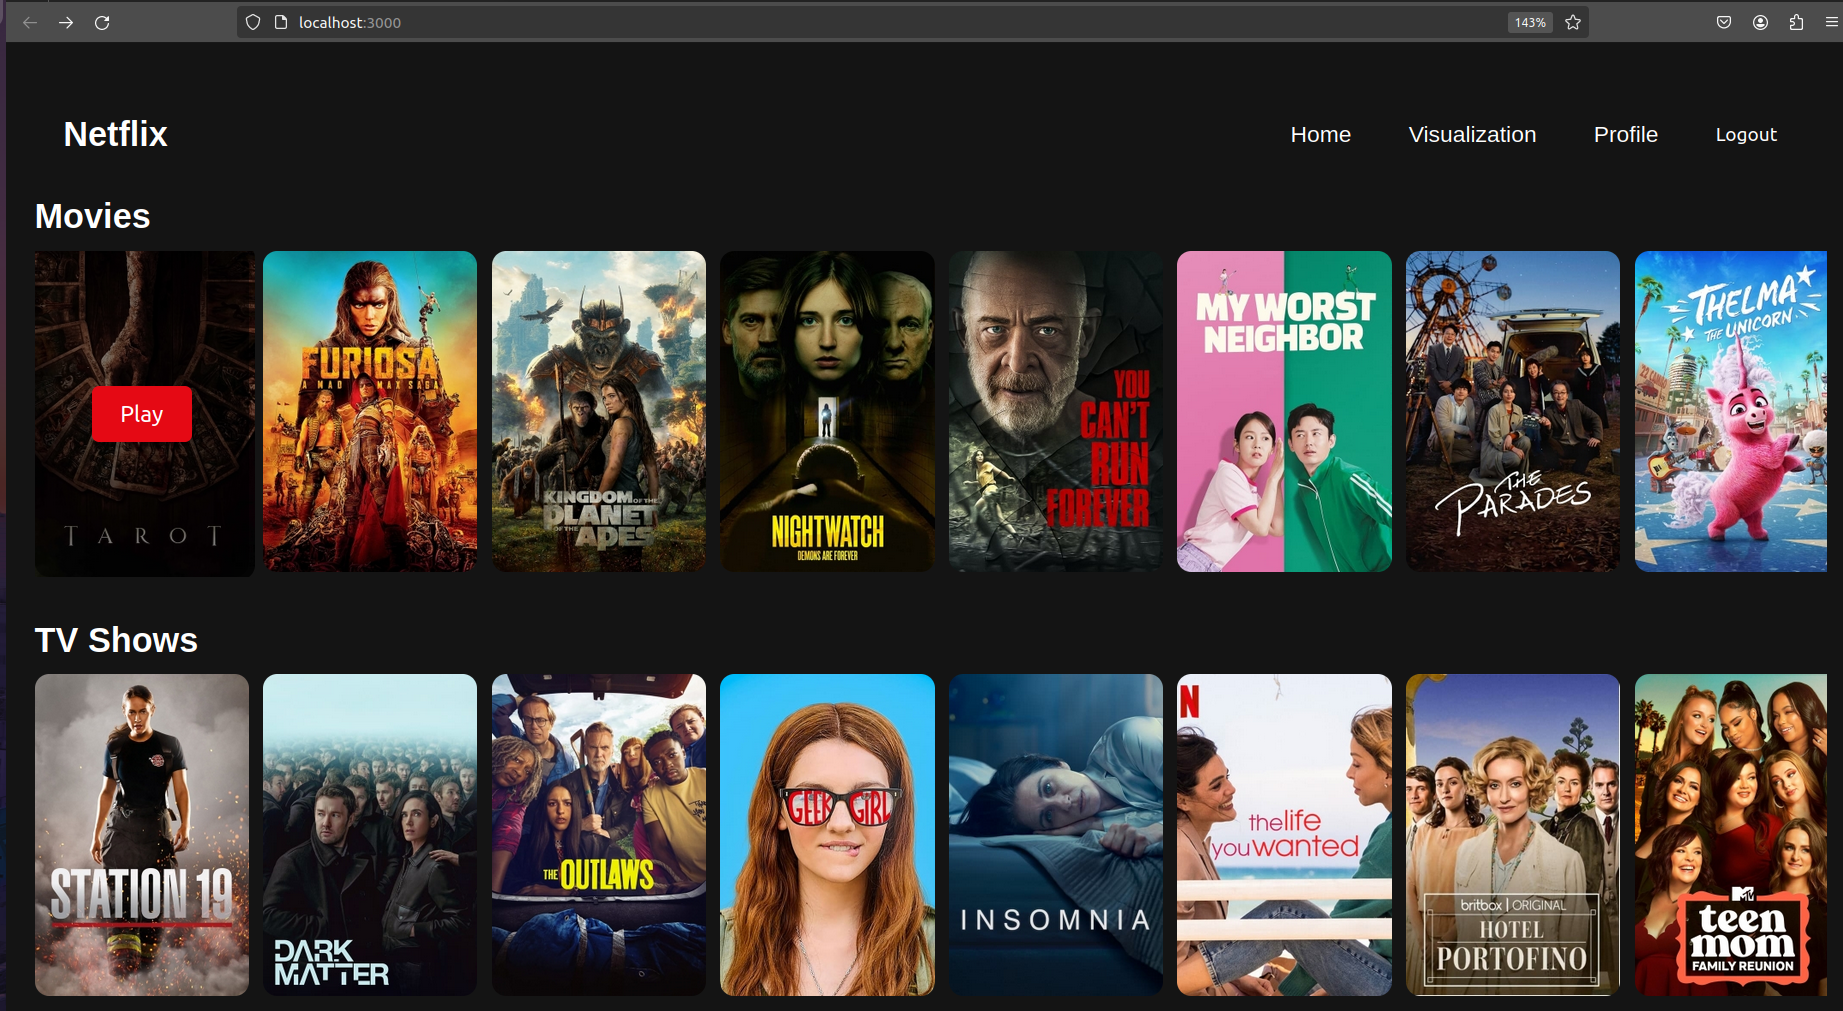 localhost:3000
143%
Netflix
Home
Visualization
Profile
Logout
Movies
TAROT
Play
FURIOSA
A MAD MAX SAGA
KINGDOM OF THE
PLANET
OF THE APES
NIGHTWATCH
DEMONS ARE FOREVER
YOU
CAN'T
RUN
FOREVER
MY WORST
NEIGHBOR
THE
PARADES
THELMA
THE UNICORN
TV Shows
STATION 19
DARK
MATTER
THE OUTLAWS
GEEK GIRL
INSOMNIA
N
the life
you wanted
britbox | ORIGINAL
HOTEL
PORTOFINO
MTV
teen
mom
FAMILY REUNION